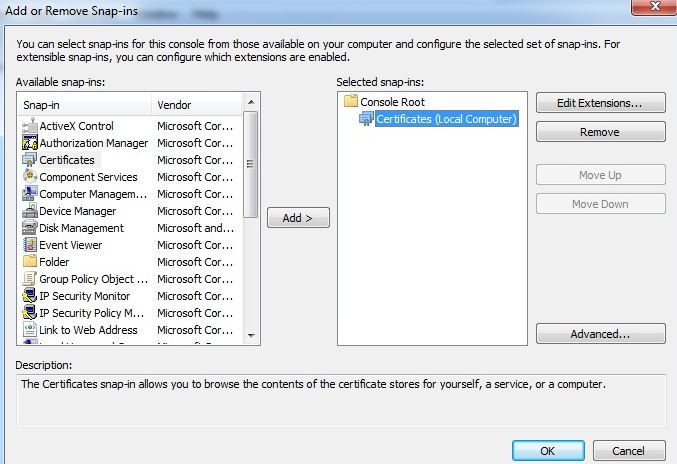 Add or Remove Snap-ins
You can select snap-ins for this console from those available on your computer and configure the selected set of snap-ins. For
extensible snap-ins, you can configure which extensions are enabled.
Available snap-ins:
Selected snap-ins:
Snap-in Vendor
ActiveX Control Microsoft Cor...
Authorization Manager Microsoft Cor...
Certificates Microsoft Cor...
Component Services Microsoft Cor...
Computer Managem... Microsoft Cor...
Device Manager Microsoft Cor...
Disk Management Microsoft and...
Event Viewer Microsoft Cor...
Folder Microsoft Cor...
Group Policy Object ... Microsoft Cor...
IP Security Monitor Microsoft Cor...
IP Security Policy M... Microsoft Cor...
Link to Web Address Microsoft Cor...
Add >
Console Root
Certificates (Local Computer)
Edit Extensions...
Remove
Move Up
Move Down
Advanced...
Description:
The Certificates snap-in allows you to browse the contents of the certificate stores for yourself, a service, or a computer.
OK
Cancel